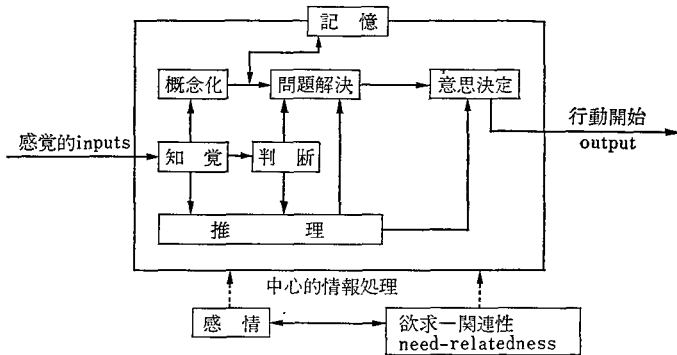 記　憶
概念化
問題解決
意思決定
行動開始
output
感覚的inputs
知　覚
判　断
推　　　理
中心的情報処理
感　情
欲求―関連性
need-relatedness